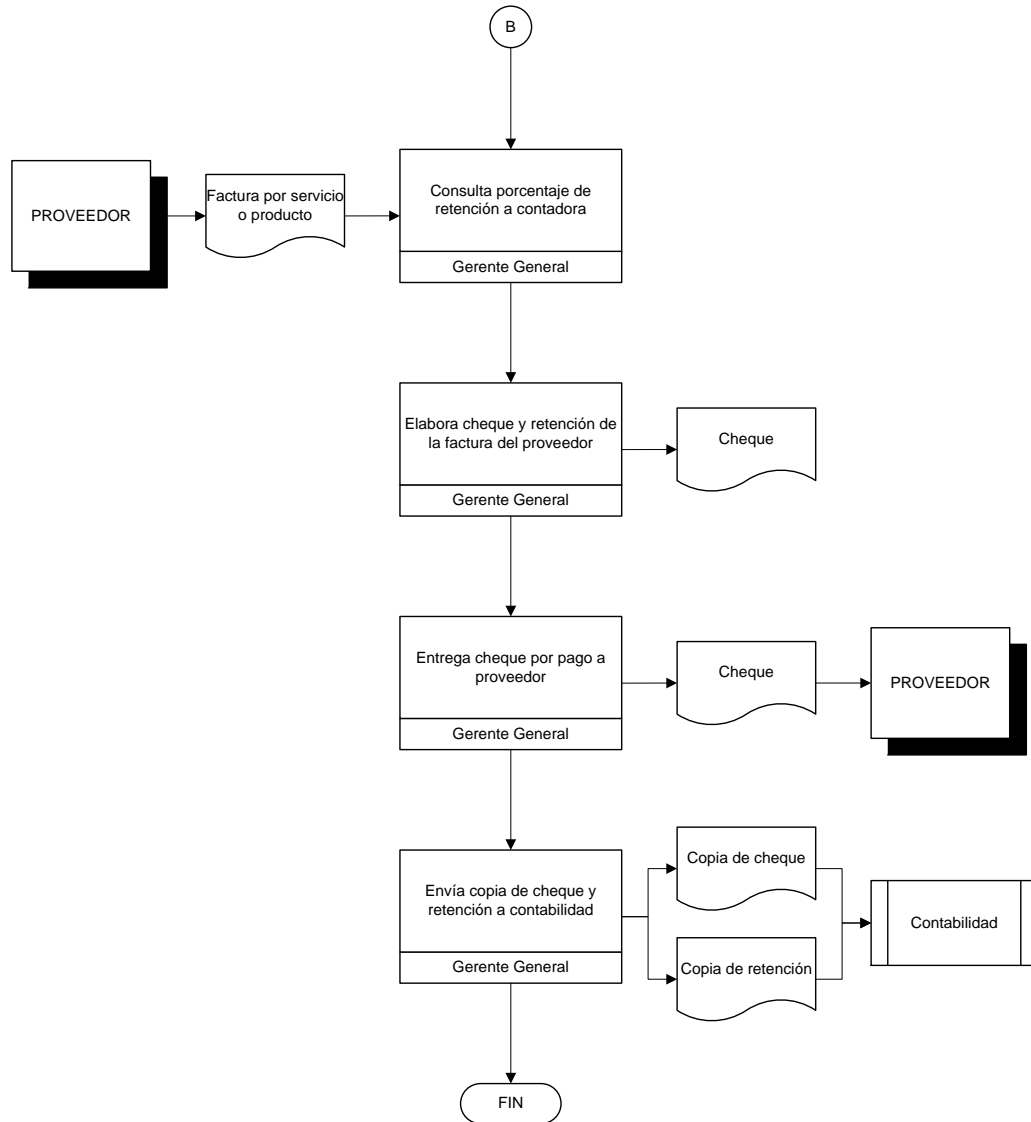 B
PROVEEDOR
Factura por servicio
o producto
Consulta porcentaje de
retención a contadora
Gerente General
Elabora cheque y retención de
la factura del proveedor
Gerente General
Cheque
Entrega cheque por pago a
proveedor
Gerente General
Cheque
PROVEEDOR
Envía copia de cheque y
retención a contabilidad
Gerente General
Copia de cheque
Copia de retención
Contabilidad
FIN